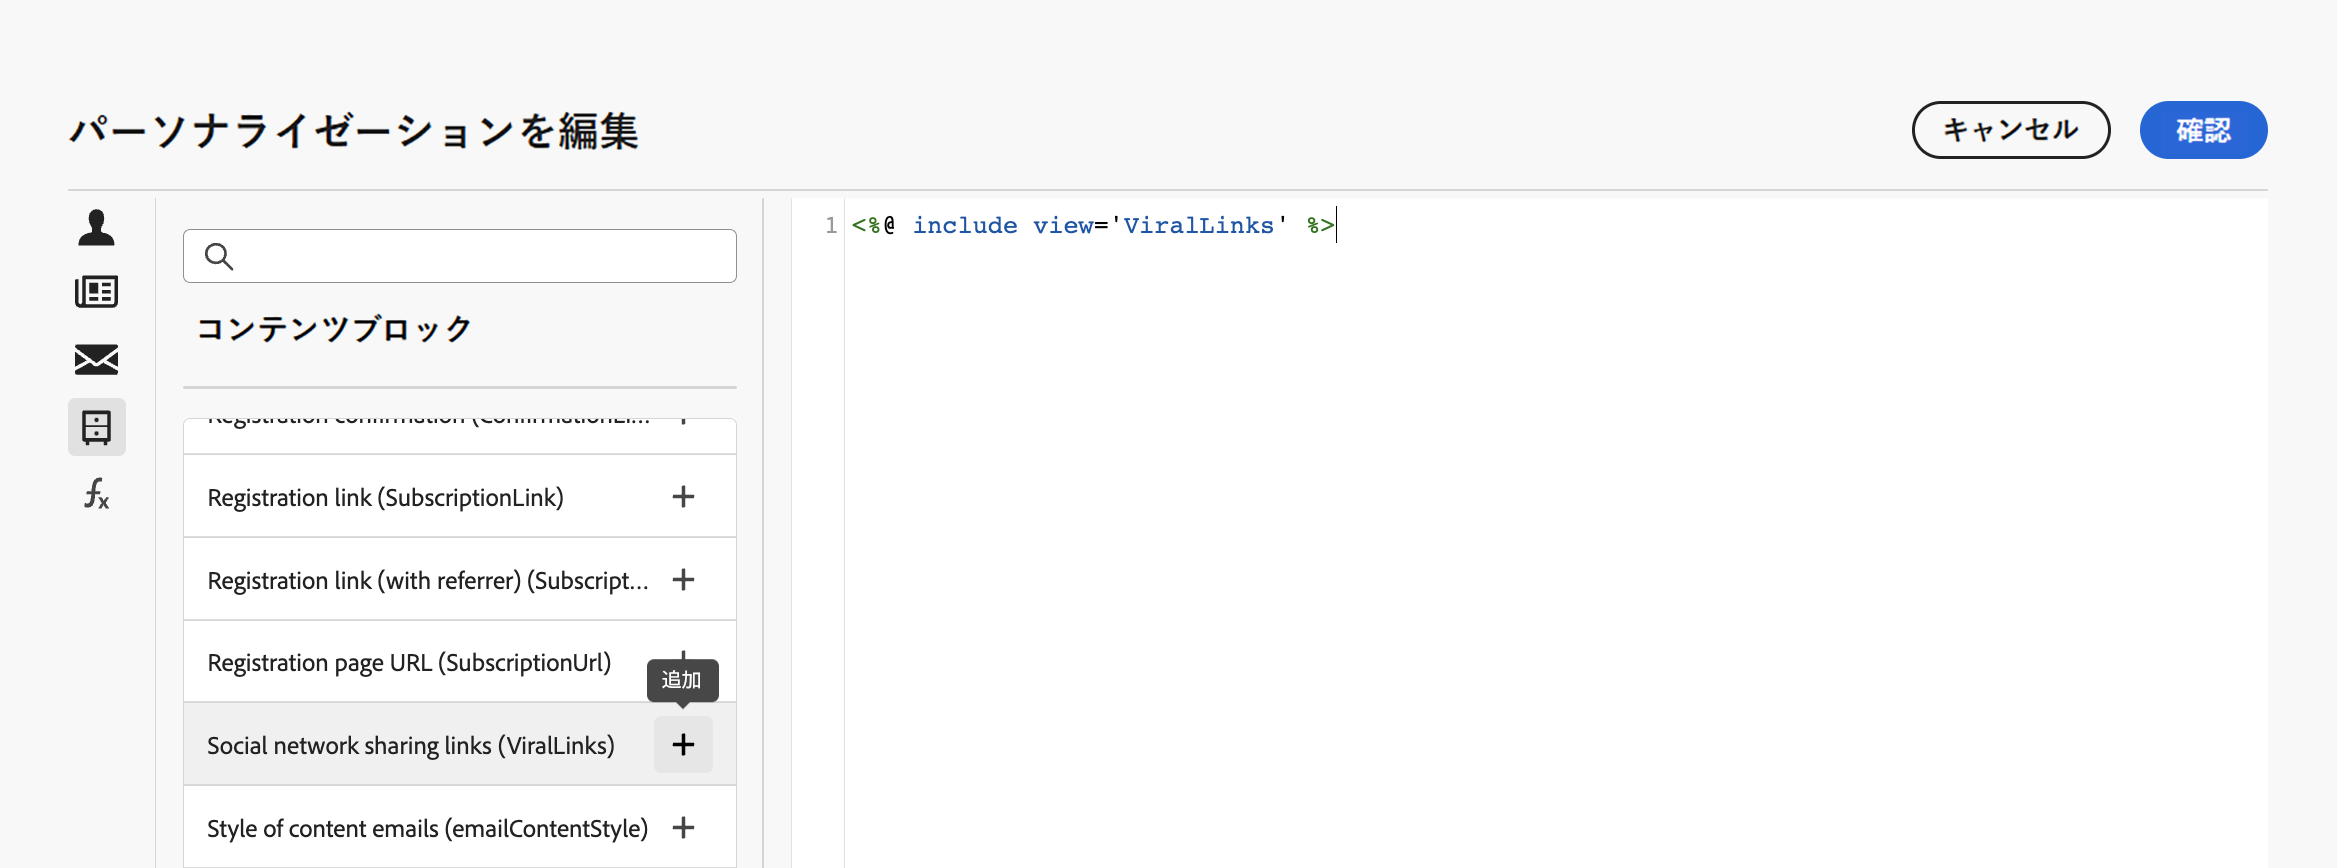 パーソナライゼーションを編集
キャンセル
確認
コンテンツブロック
Registration confirmation (ConfirmationLi...
Registration link (SubscriptionLink)
Registration link (with referrer) (Subscript...
Registration page URL (SubscriptionUrl)
追加
Social network sharing links (ViralLinks)
Style of content emails (emailContentStyle)
1 <%@ include view='ViralLinks' %>